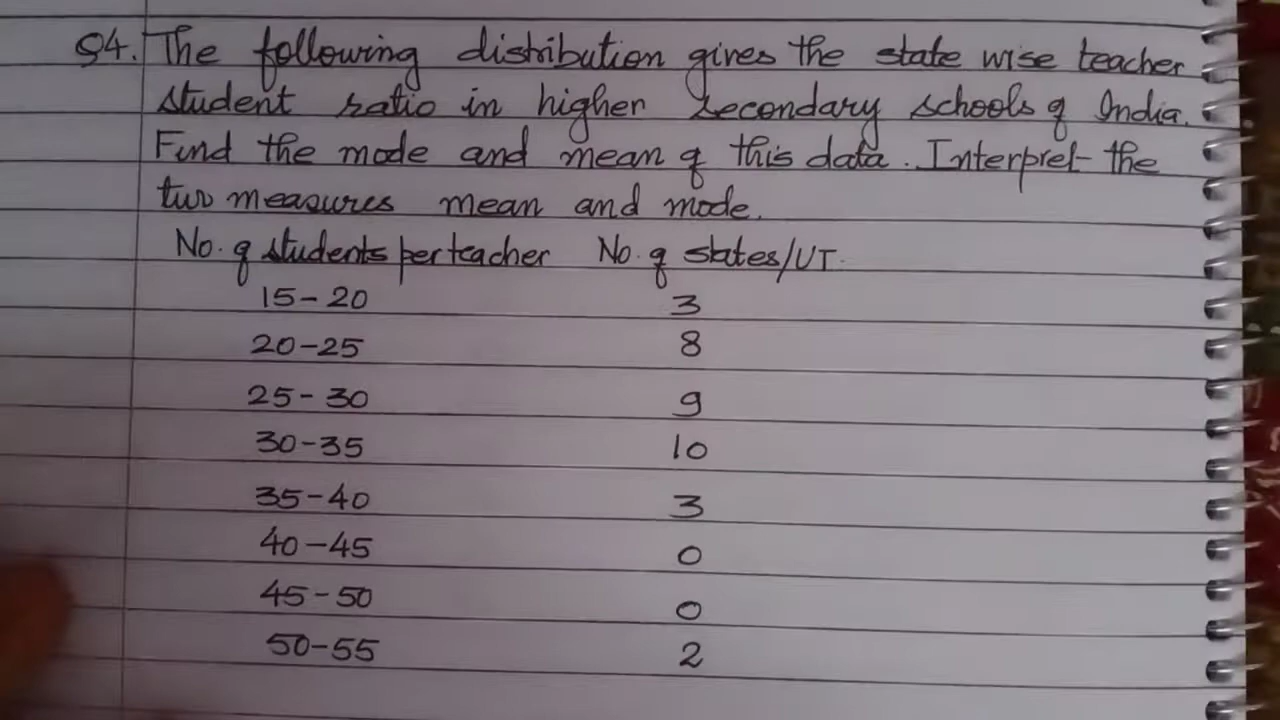 Q4. The following distribution gives the state wise teacher
student ratio in higher secondary schools of India.
Find the mode and mean of this data. Interpret the
two measures mean and mode.
No. of students per teacher No. of states/UT.
15-20 3
20-25 8
25-30 9
30-35 10
35-40 3
40-45 0
45-50 0
50-55 2